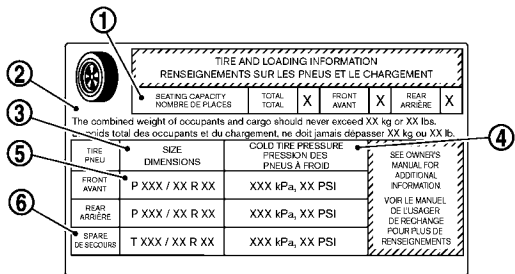 ①
TIRE AND LOADING INFORMATION
RENSEIGNEMENTS SUR LES PNEUS ET LE CHARGEMENT
②
SEATING CAPACITY
NOMBRE DE PLACES
TOTAL
TOTAL
X
FRONT
AVANT
X
REAR
ARRIÈRE
X
The combined weight of occupants and cargo should never exceed XX kg or XX lbs.
poids total des occupants et du chargement, ne doit jamais dépasser XX kg ou XX lb.
③
④
TIRE
PNEU
SIZE
DIMENSIONS
COLD TIRE PRESSURE
PRESSION DES
PNEUS À FROID
SEE OWNER'S
MANUAL FOR
ADDITIONAL
INFORMATION.
VOIR LE MANUEL
DE L'USAGER
DE RECHANGE
POUR PLUS DE
RENSEIGNEMENTS
⑤
FRONT
AVANT
P XXX / XX R XX
XXX kPa, XX PSI
REAR
ARRIÈRE
P XXX / XX R XX
XXX kPa, XX PSI
⑥
SPARE
DE SECOURS
T XXX / XX R XX
XXX kPa, XX PSI